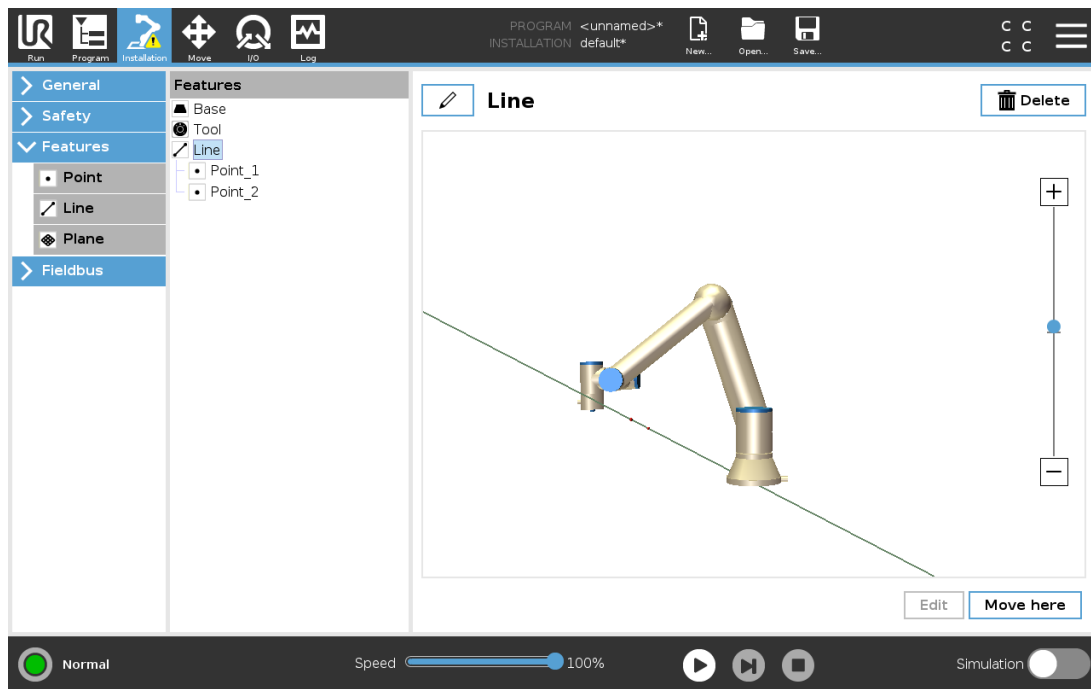 PROGRAM <unnamed>*
INSTALLATION default*
UR
Run
Program
Installation
Move
I/O
Log
New...
Open...
Save...
C C
C C
General
Safety
Features
Point
Line
Plane
Fieldbus
Features
Base
Tool
Line
Point_1
Point_2
Line
Delete
Edit
Move here
Normal
Speed
100%
Simulation